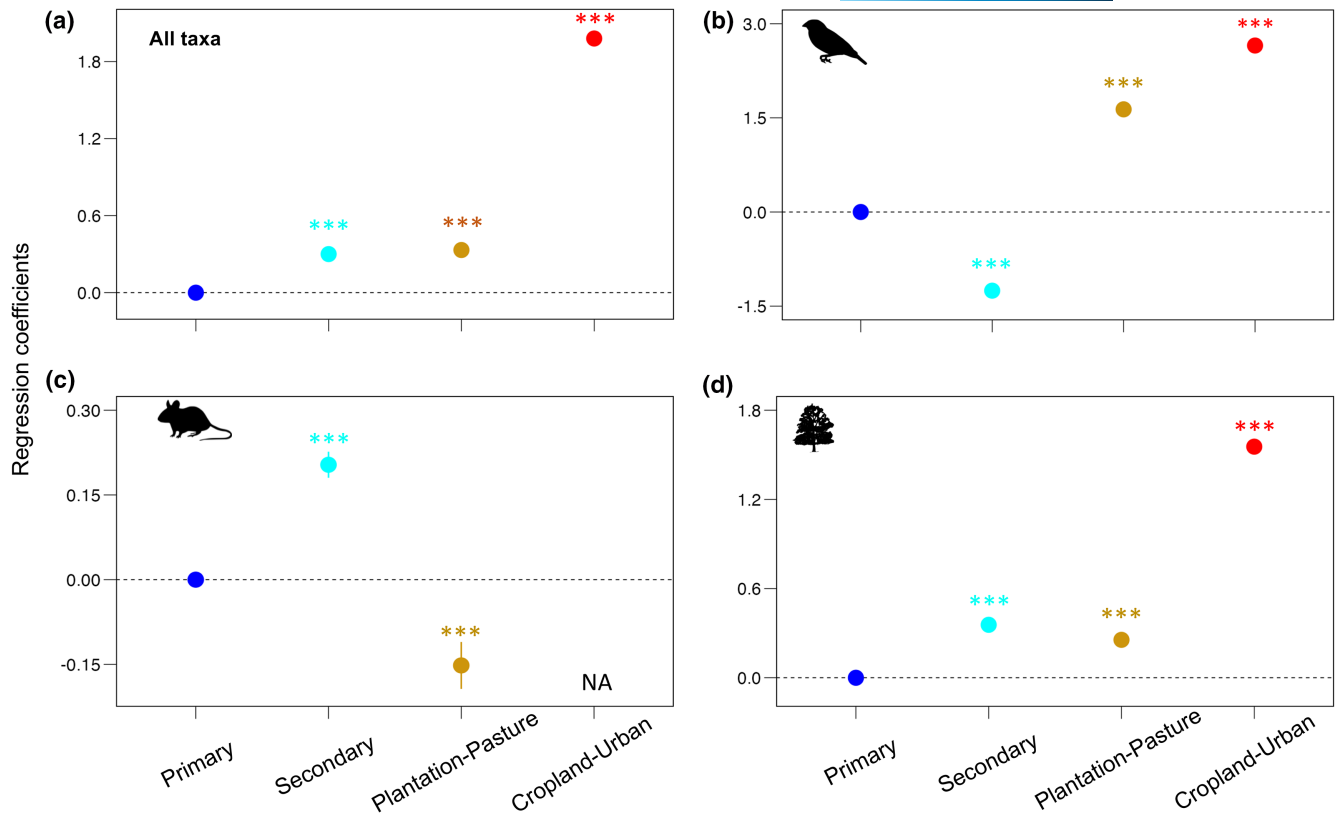 (a)
All taxa
***
1.8
1.2
0.6
0.0
***
***
(b)
3.0
1.5
0.0
-1.5
***
***
***
Regression coefficients
(c)
0.30
0.15
0.00
-0.15
***
***
NA
Primary
Secondary
Plantation-Pasture
Cropland-Urban
(d)
1.8
1.2
0.6
0.0
***
***
***
Primary
Secondary
Plantation-Pasture
Cropland-Urban